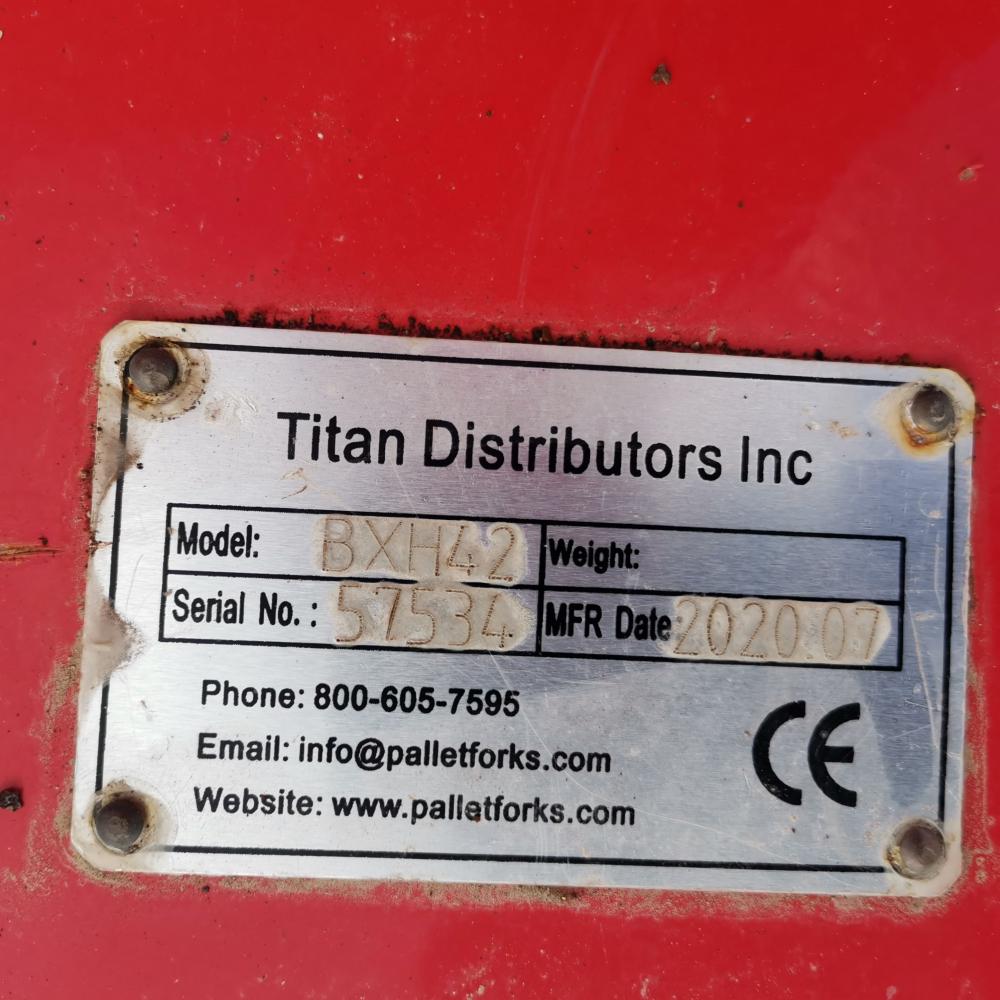 Titan Distributors Inc
Model: BXH42 Weight:
Serial No. : 57534 MFR Date: 2020.07
Phone: 800-605-7595
Email: info@palletforks.com
Website: www.palletforks.com
CE